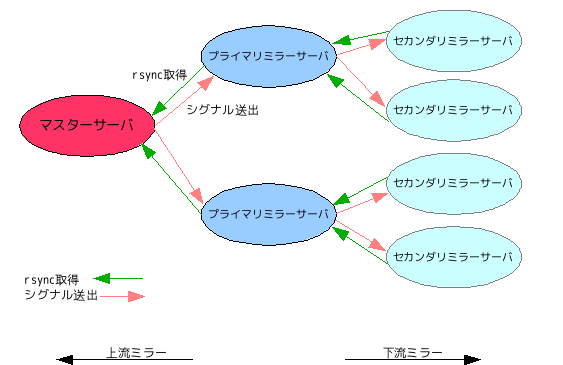 セカンダリミラーサーバ
プライマリミラーサーバ
rsync取得
シグナル送出
セカンダリミラーサーバ
マスターサーバ
セカンダリミラーサーバ
プライマリミラーサーバ
セカンダリミラーサーバ
rsync取得
シグナル送出
上流ミラー
下流ミラー